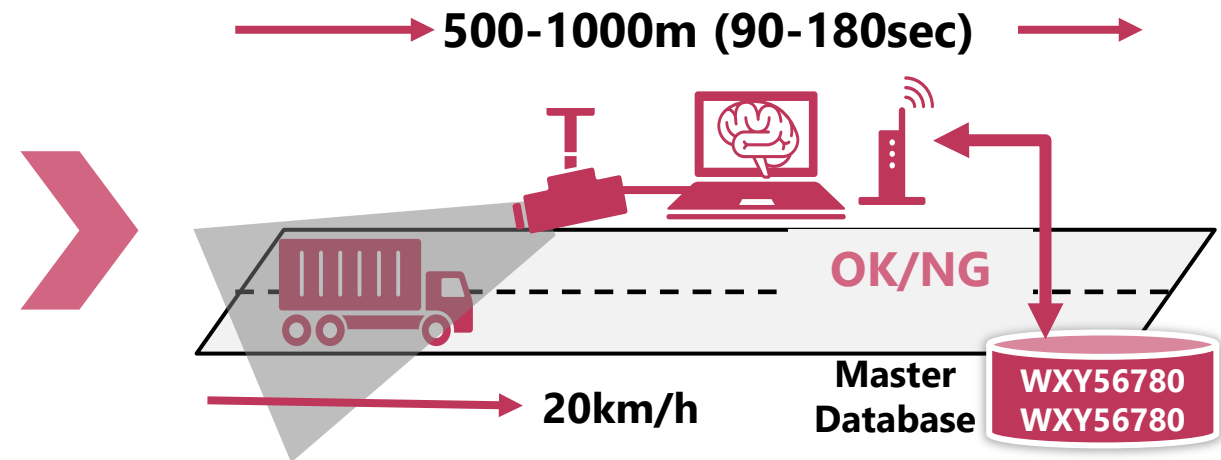 500-1000m (90-180sec)
OK/NG
20km/h
Master
Database
WXY56780
WXY56780